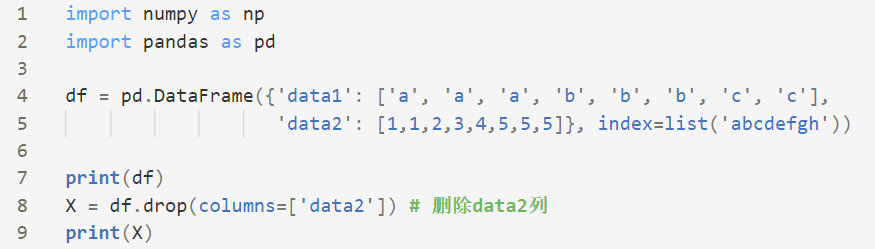 1 import numpy as np
2 import pandas as pd
3
4 df = pd.DataFrame({'data1': ['a', 'a', 'a', 'b', 'b', 'b', 'c', 'c'],
5                    'data2': [1,1,2,3,4,5,5,5]}, index=list('abcdefgh'))
6
7 print(df)
8 X = df.drop(columns=['data2']) # 删除data2列
9 print(X)